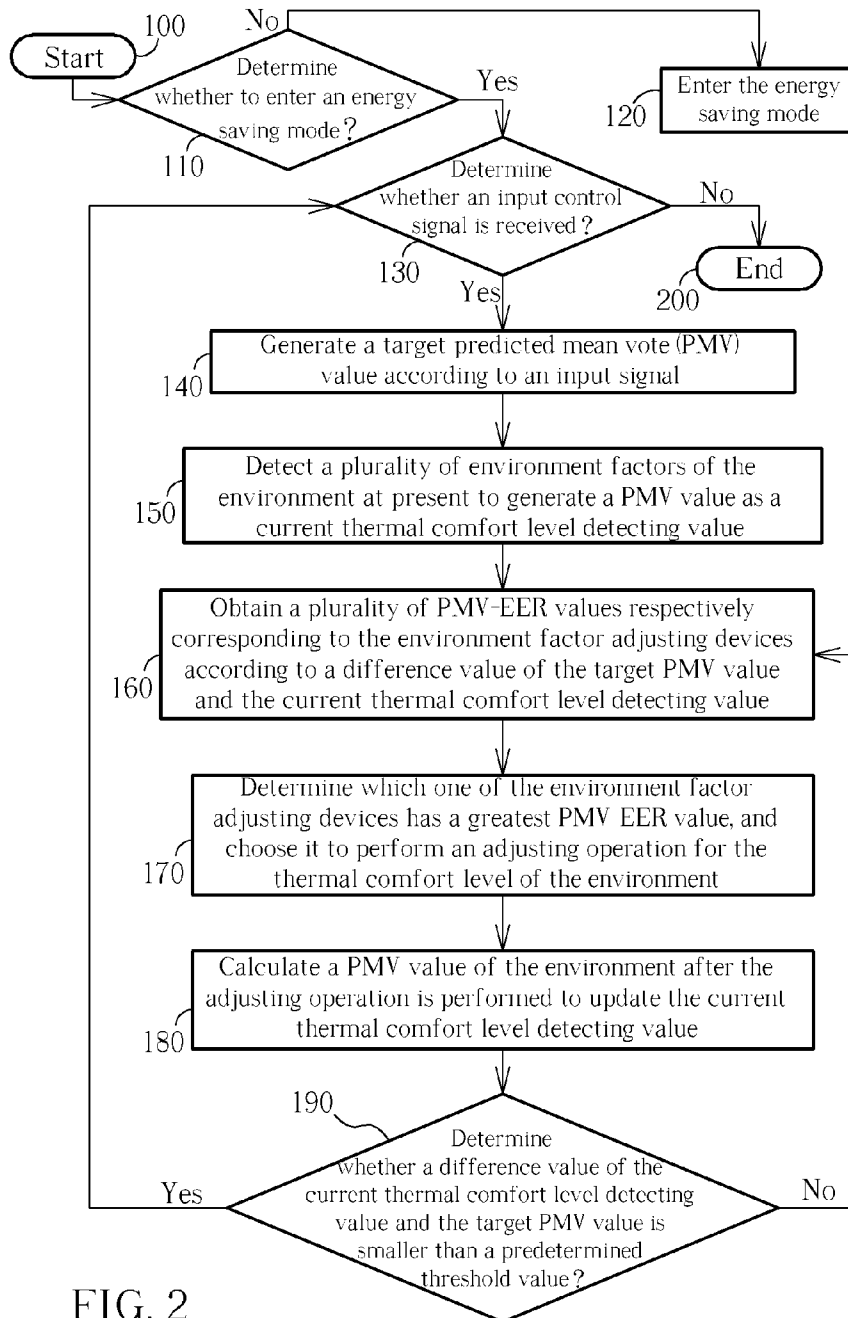 100
Start
No
Determine
whether to enter an energy
saving mode?
110
Yes
Enter the energy
saving mode
120
Determine
whether an input control
signal is received?
130
No
End
200
Yes
Generate a target predicted mean vote (PMV)
value according to an input signal
140
Detect a plurality of environment factors of the
environment at present to generate a PMV value as a
current thermal comfort level detecting value
150
Obtain a plurality of PMV-EER values respectively
corresponding to the environment factor adjusting devices
according to a difference value of the target PMV value
and the current thermal comfort level detecting value
160
Determine which one of the environment factor
adjusting devices has a greatest PMV EER value, and
choose it to perform an adjusting operation for the
thermal comfort level of the environment
170
Calculate a PMV value of the environment after the
adjusting operation is performed to update the current
thermal comfort level detecting value
180
190
Determine
whether a difference value of the
current thermal comfort level detecting
value and the target PMV value is
smaller than a predetermined
threshold value?
Yes
No
FIG. 2